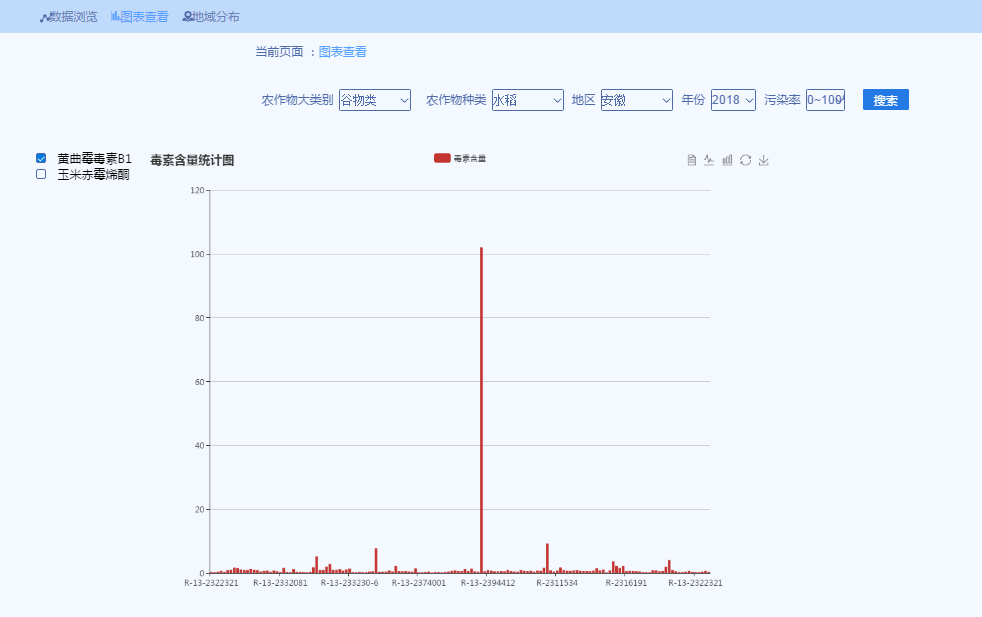 数据浏览 图表查看 地域分布
当前页面 ：图表查看
农作物大类别 谷物类 农作物种类 水稻 地区 安徽 年份 2018 污染率 0~100 搜索
黄曲霉毒素B1
玉米赤霉烯酮
毒素含量统计图 毒素含量
120
100
80
60
40
20
0
R-13-2322321 R-13-2332081 R-13-233230-6 R-13-2374001 R-13-2394412 R-2311534 R-2316191 R-13-2322321